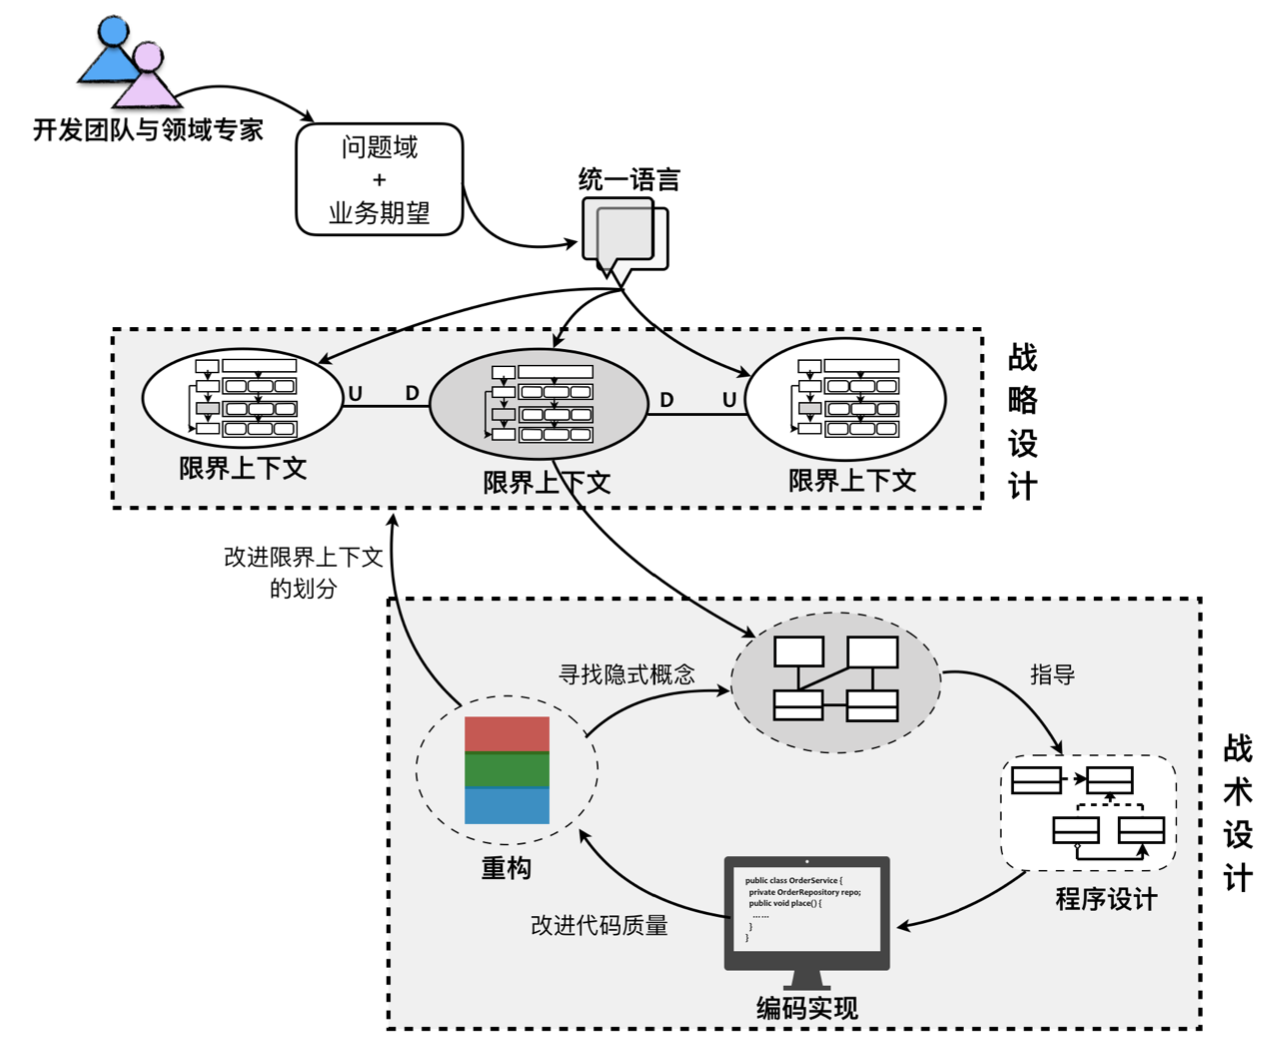 开发团队与领域专家
问题域
+
业务期望
统一语言
U
D
D
U
限界上下文
限界上下文
限界上下文
战略设计
改进限界上下文
的划分
寻找隐式概念
指导
重构
程序设计
改进代码质量
public class OrderService {
private OrderRepository repo;
public void place() {
……
}
}
编码实现
战术设计